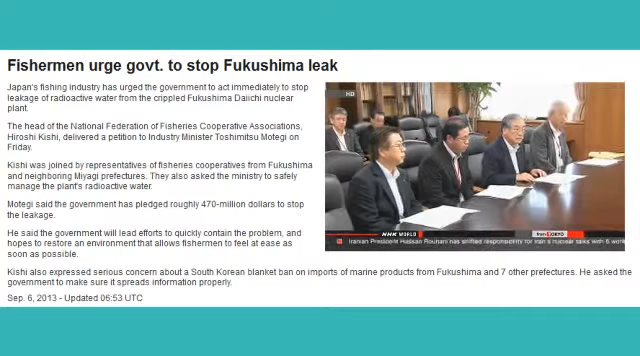 Fishermen urge govt. to stop Fukushima leak
Japan's fishing industry has urged the government to act immediately to stop
leakage of radioactive water from the crippled Fukushima Daiichi nuclear
plant.
The head of the National Federation of Fisheries Cooperative Associations,
Hiroshi Kishi, delivered a petition to Industry Minister Toshimitsu Motegi on
Friday.
Kishi was joined by representatives of fisheries cooperatives from Fukushima
and neighboring Miyagi prefectures. They also asked the ministry to safely
manage the plant's radioactive water.
Motegi said the government has pledged roughly 470-million dollars to stop
the leakage.
He said the government will lead efforts to quickly contain the problem, and
hopes to restore an environment that allows fishermen to feel at ease as
soon as possible.
HD
NHK WORLD
Iranian President Hassan Rouhani has shifted responsibility for Iran's nuclear talks with 6 work
Kishi also expressed serious concern about a South Korean blanket ban on imports of marine products from Fukushima and 7 other prefectures. He asked the
government to make sure it spreads information properly.
Sep. 6, 2013 - Updated 06:53 UTC